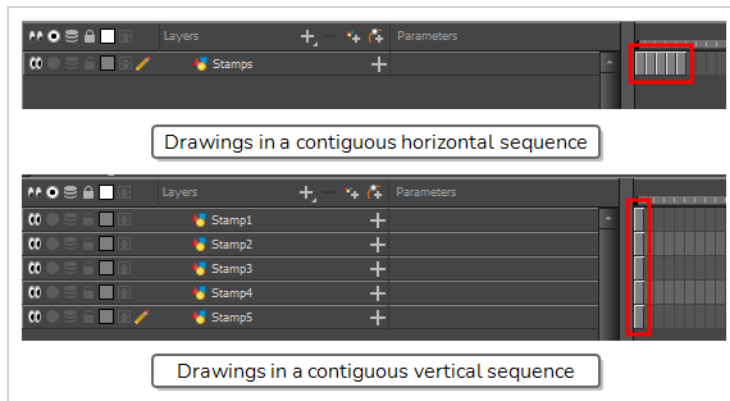 Layers Parameters
Stamps
Drawings in a contiguous horizontal sequence
Layers Parameters
Stamp1
Stamp2
Stamp3
Stamp4
Stamp5
Drawings in a contiguous vertical sequence